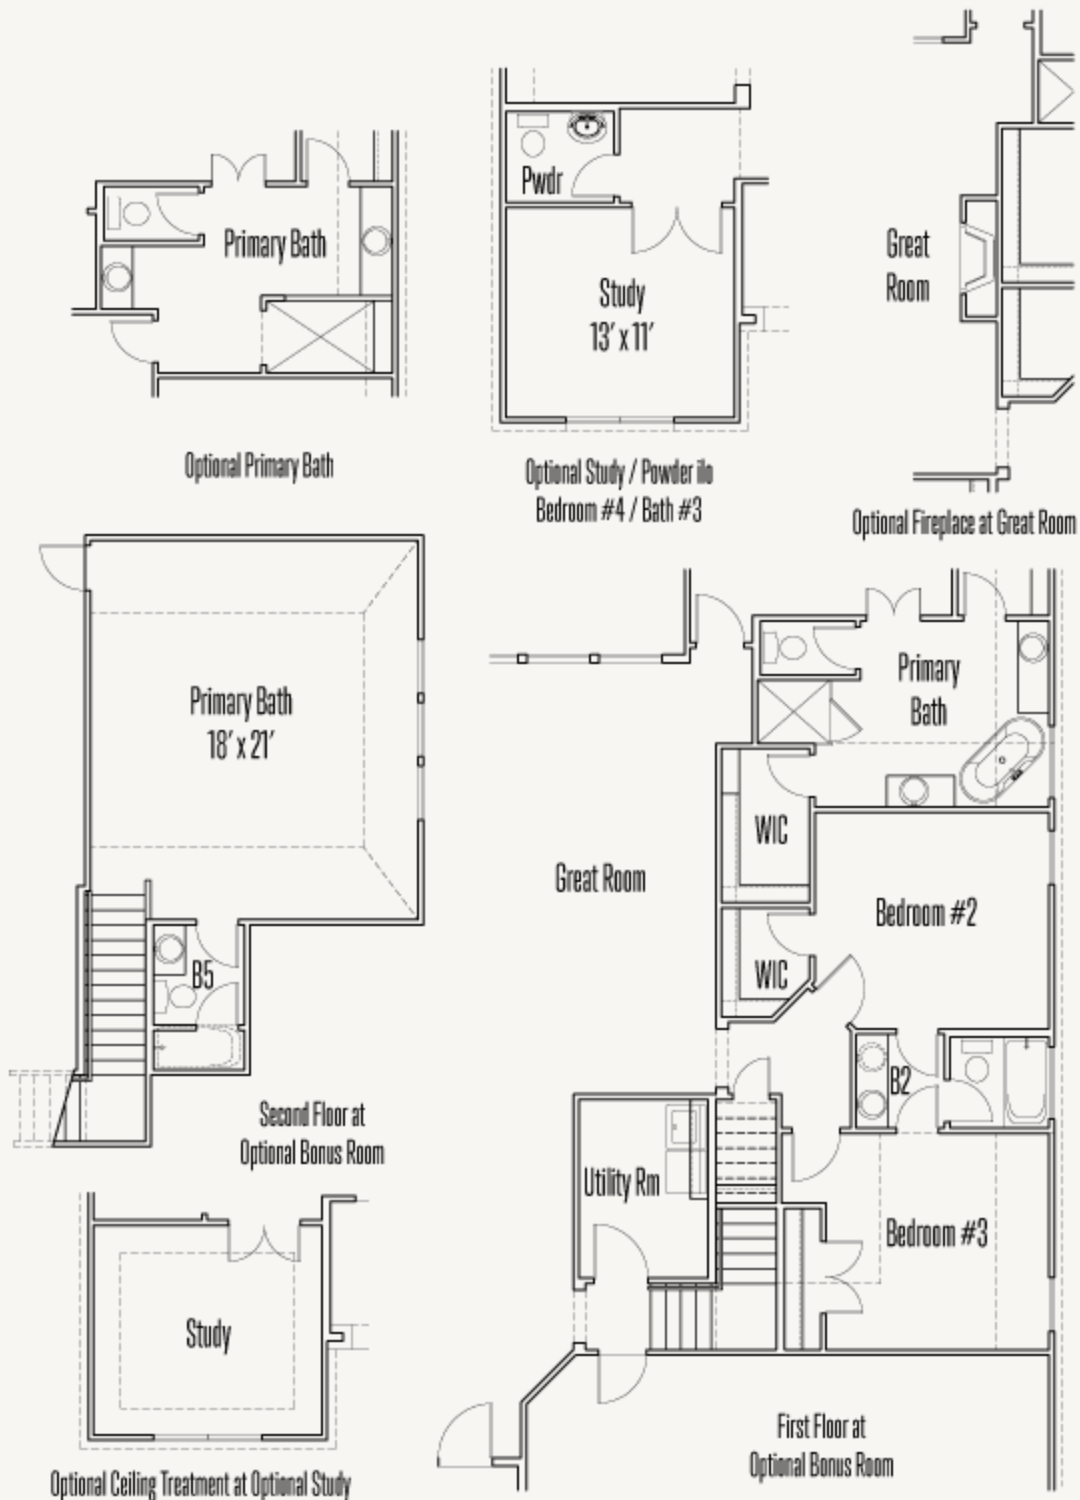 Primary Bath
Optional Primary Bath
Pwdr
Study
13' x 11'
Optional Study / Powder ilo
Bedroom #4 / Bath #3
Great
Room
Optional Fireplace at Great Room
Primary Bath
18' x 21'
B5
Second Floor at
Optional Bonus Room
Study
Optional Ceiling Treatment at Optional Study
Primary
Bath
WIC
Great Room
Bedroom #2
WIC
B2
Utility Rm
Bedroom #3
First Floor at
Optional Bonus Room